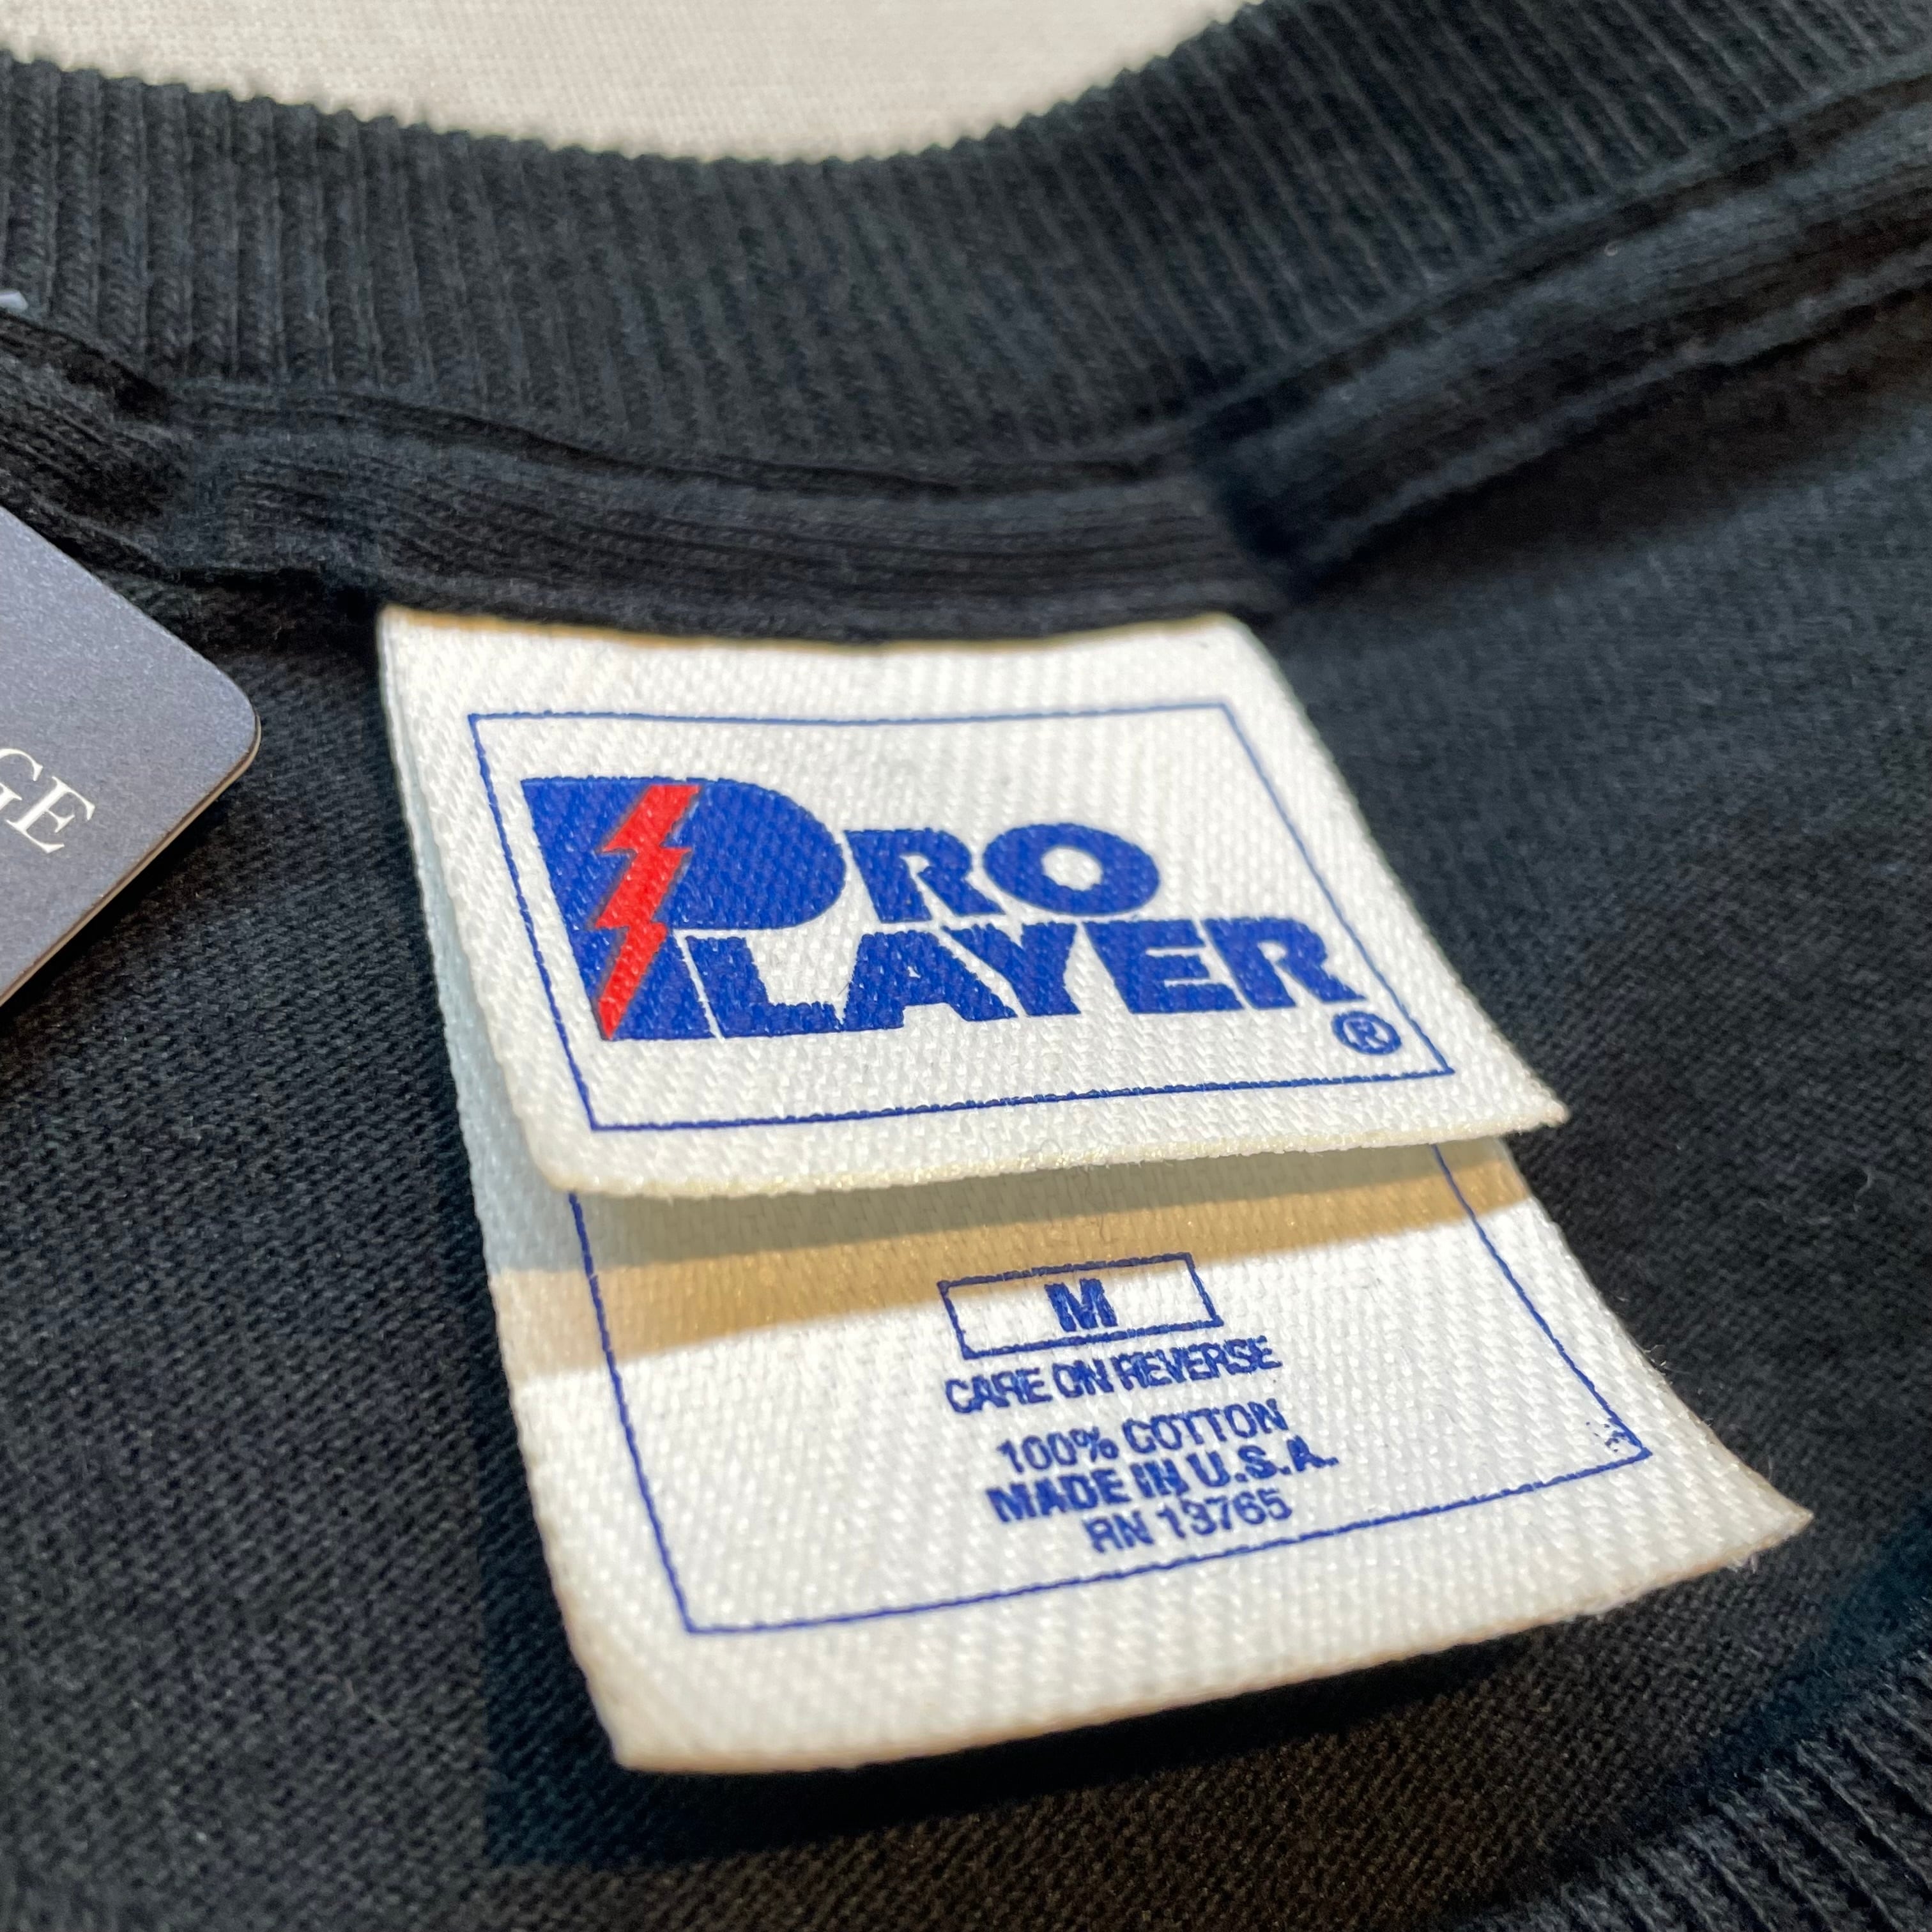 GE
PRO
PLAYER
®
M
CARE ON REVERSE
100% COTTON
MADE IN U.S.A.
RN 13765